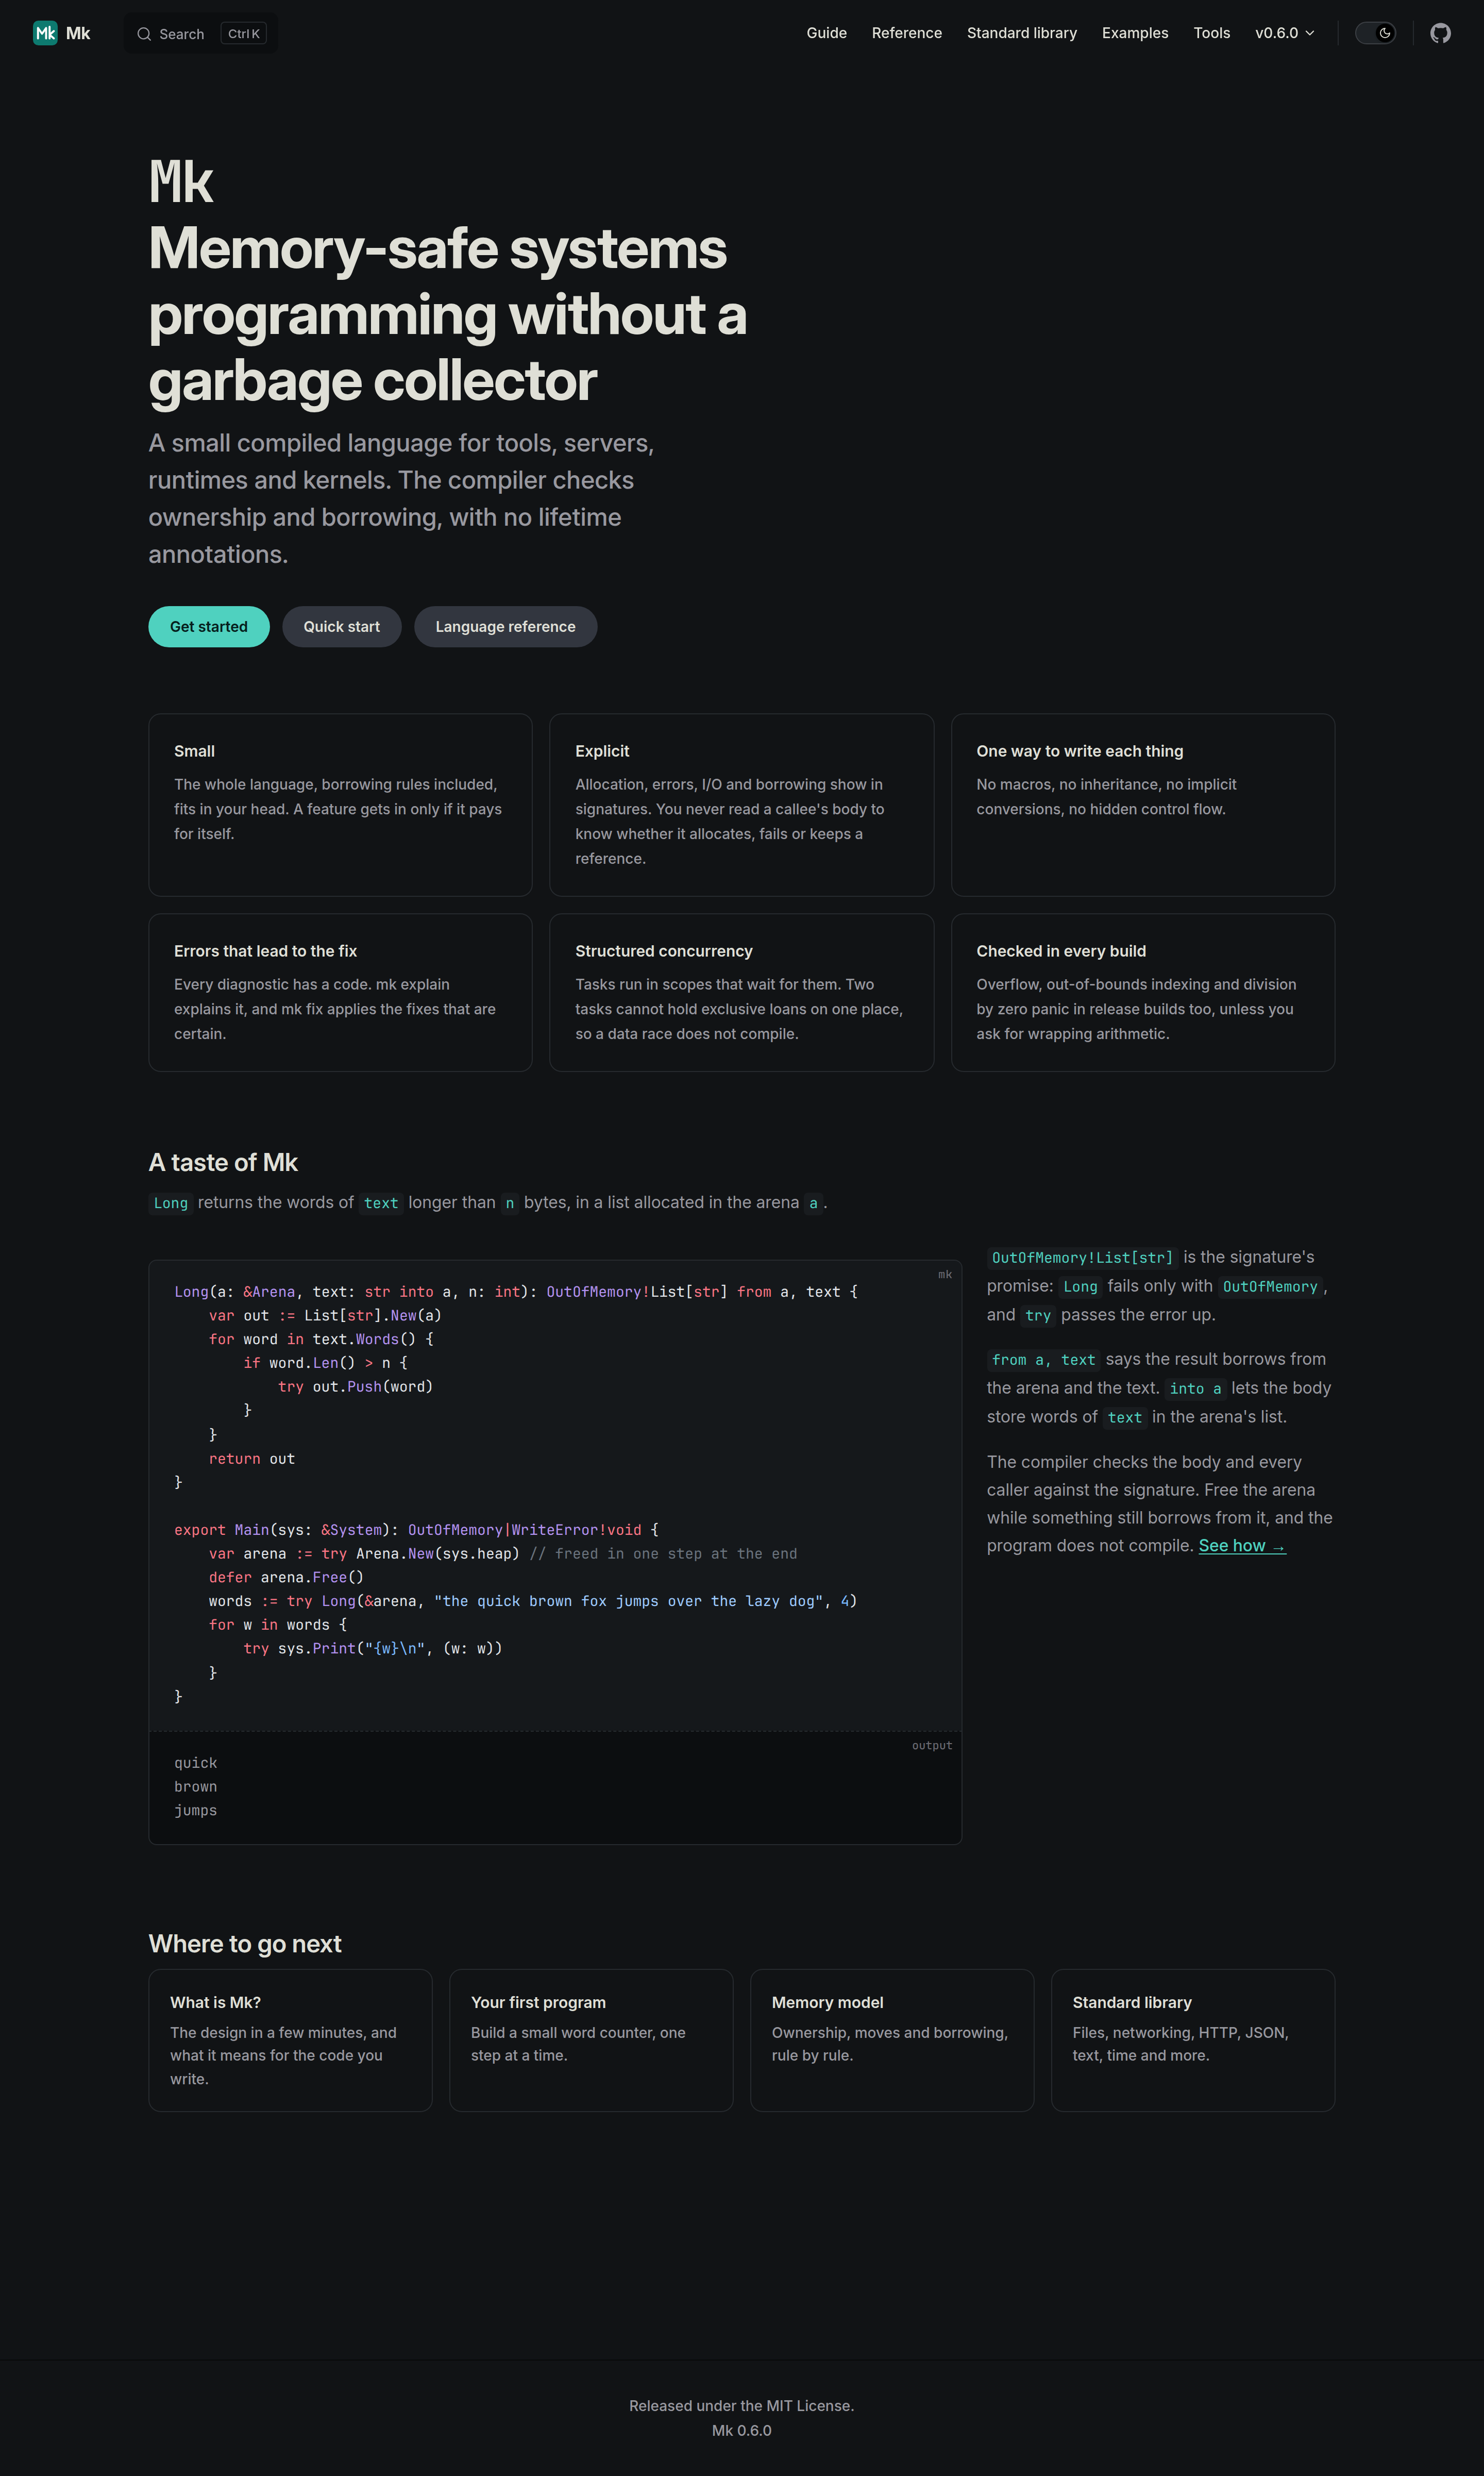 Mk Mk Search Ctrl K Guide Reference Standard library Examples Tools v0.6.0
Mk
Memory-safe systems
programming without a
garbage collector
A small compiled language for tools, servers,
runtimes and kernels. The compiler checks
ownership and borrowing, with no lifetime
annotations.
Get started Quick start Language reference
Small
The whole language, borrowing rules included,
fits in your head. A feature gets in only if it pays
for itself.
Explicit
Allocation, errors, I/O and borrowing show in
signatures. You never read a callee's body to
know whether it allocates, fails or keeps a
reference.
One way to write each thing
No macros, no inheritance, no implicit
conversions, no hidden control flow.
Errors that lead to the fix
Every diagnostic has a code. mk explain
explains it, and mk fix applies the fixes that are
certain.
Structured concurrency
Tasks run in scopes that wait for them. Two
tasks cannot hold exclusive loans on one place,
so a data race does not compile.
Checked in every build
Overflow, out-of-bounds indexing and division
by zero panic in release builds too, unless you
ask for wrapping arithmetic.
A taste of Mk
Long returns the words of text longer than n bytes, in a list allocated in the arena a.
mk
Long(a: &Arena, text: str into a, n: int): OutOfMemory!List[str] from a, text {
    var out := List[str].New(a)
    for word in text.Words() {
        if word.Len() > n {
            try out.Push(word)
        }
    }
    return out
}
export Main(sys: &System): OutOfMemory|WriteError!void {
    var arena := try Arena.New(sys.heap) // freed in one step at the end
    defer arena.Free()
    words := try Long(&arena, "the quick brown fox jumps over the lazy dog", 4)
    for w in words {
        try sys.Print("{w}\n", (w: w))
    }
}
output
quick
brown
jumps
OutOfMemory!List[str] is the signature's
promise: Long fails only with OutOfMemory,
and try passes the error up.
from a, text says the result borrows from
the arena and the text. into a lets the body
store words of text in the arena's list.
The compiler checks the body and every
caller against the signature. Free the arena
while something still borrows from it, and the
program does not compile. See how →
Where to go next
What is Mk?
The design in a few minutes, and
what it means for the code you
write.
Your first program
Build a small word counter, one
step at a time.
Memory model
Ownership, moves and borrowing,
rule by rule.
Standard library
Files, networking, HTTP, JSON,
text, time and more.
Released under the MIT License.
Mk 0.6.0